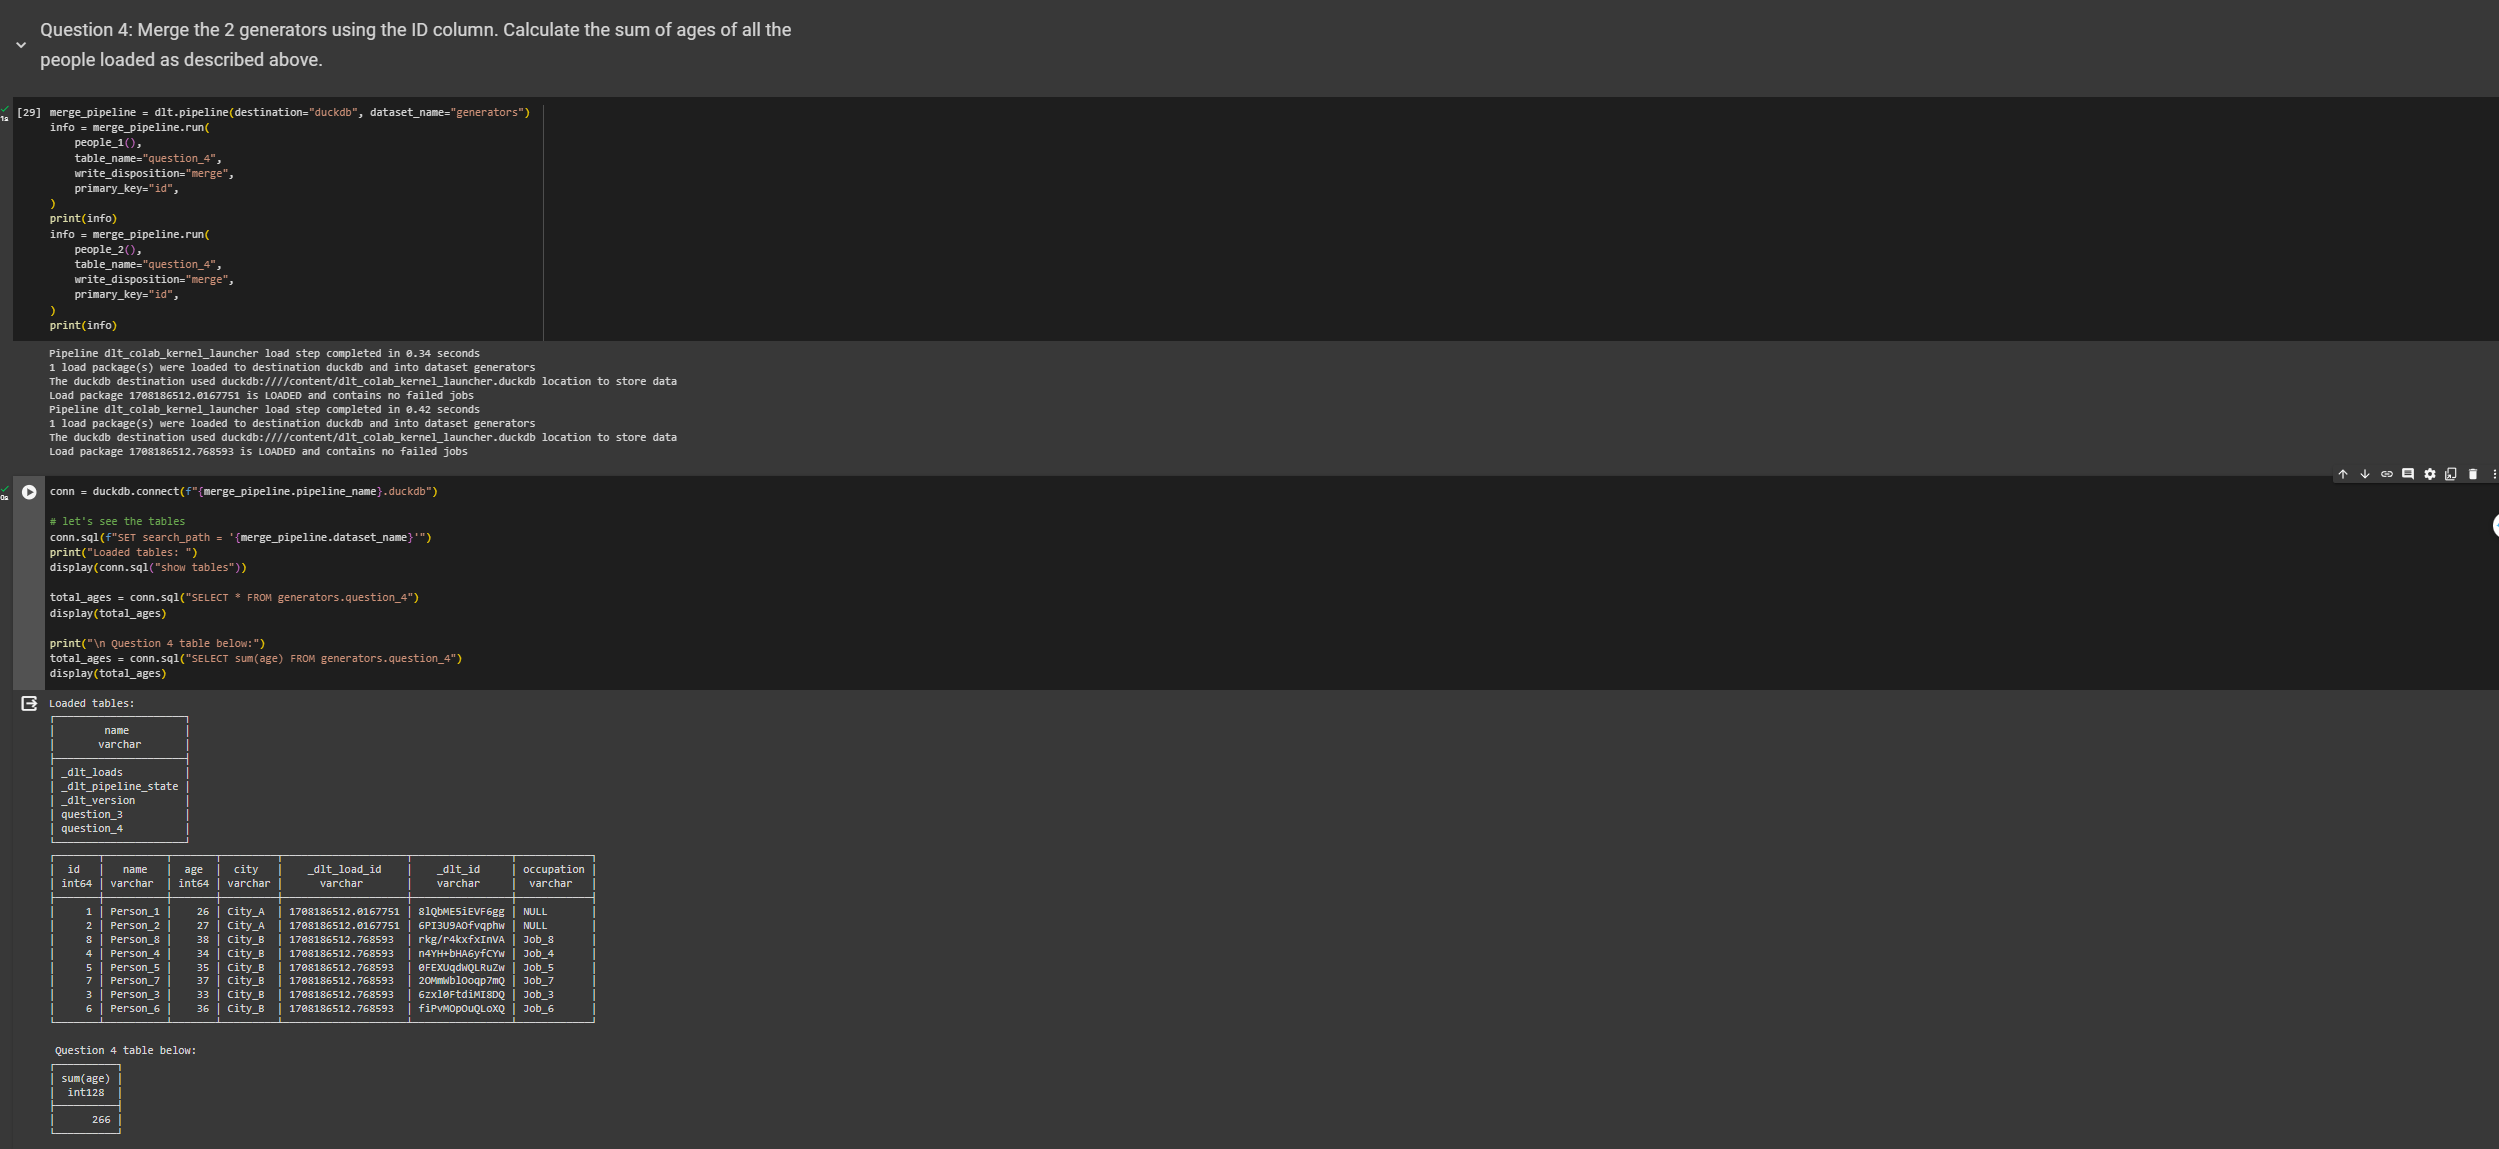 Question 4: Merge the 2 generators using the ID column. Calculate the sum of ages of all the
people loaded as described above.
1s
[29] merge_pipeline = dlt.pipeline(destination="duckdb", dataset_name="generators")
info = merge_pipeline.run(
people_1(),
table_name="question_4",
write_disposition="merge",
primary_key="id",
)
print(info)
info = merge_pipeline.run(
people_2(),
table_name="question_4",
write_disposition="merge",
primary_key="id",
)
print(info)
Pipeline dlt_colab_kernel_launcher load step completed in 0.34 seconds
1 load package(s) were loaded to destination duckdb and into dataset generators
The duckdb destination used duckdb:////content/dlt_colab_kernel_launcher.duckdb location to store data
Load package 1708186512.0167751 is LOADED and contains no failed jobs
Pipeline dlt_colab_kernel_launcher load step completed in 0.42 seconds
1 load package(s) were loaded to destination duckdb and into dataset generators
The duckdb destination used duckdb:////content/dlt_colab_kernel_launcher.duckdb location to store data
Load package 1708186512.768593 is LOADED and contains no failed jobs
0s
conn = duckdb.connect(f"{merge_pipeline.pipeline_name}.duckdb")
# let's see the tables
conn.sql(f"SET search_path = '{merge_pipeline.dataset_name}'")
print("Loaded tables: ")
display(conn.sql("show tables"))
total_ages = conn.sql("SELECT * FROM generators.question_4")
display(total_ages)
print("\n Question 4 table below:")
total_ages = conn.sql("SELECT sum(age) FROM generators.question_4")
display(total_ages)
Loaded tables:
name
varchar
_dlt_loads
_dlt_pipeline_state
_dlt_version
question_3
question_4
id name age city _dlt_load_id _dlt_id occupation
int64 varchar int64 varchar varchar varchar varchar
1 Person_1 26 City_A 1708186512.0167751 8lQbME5iEVF6gg NULL
2 Person_2 27 City_A 1708186512.0167751 6PI3U9AOfvqphw NULL
8 Person_8 38 City_B 1708186512.768593 rkg/r4kxfxInVA Job_8
4 Person_4 34 City_B 1708186512.768593 n4YH+bHA6yfCYw Job_4
5 Person_5 35 City_B 1708186512.768593 0FEXUqdWQLRuZw Job_5
7 Person_7 37 City_B 1708186512.768593 2OMmWblOoqp7mQ Job_7
3 Person_3 33 City_B 1708186512.768593 6zxl0FtdiMI8DQ Job_3
6 Person_6 36 City_B 1708186512.768593 fiPvMOpOuQLoXQ Job_6
Question 4 table below:
sum(age)
int128
266